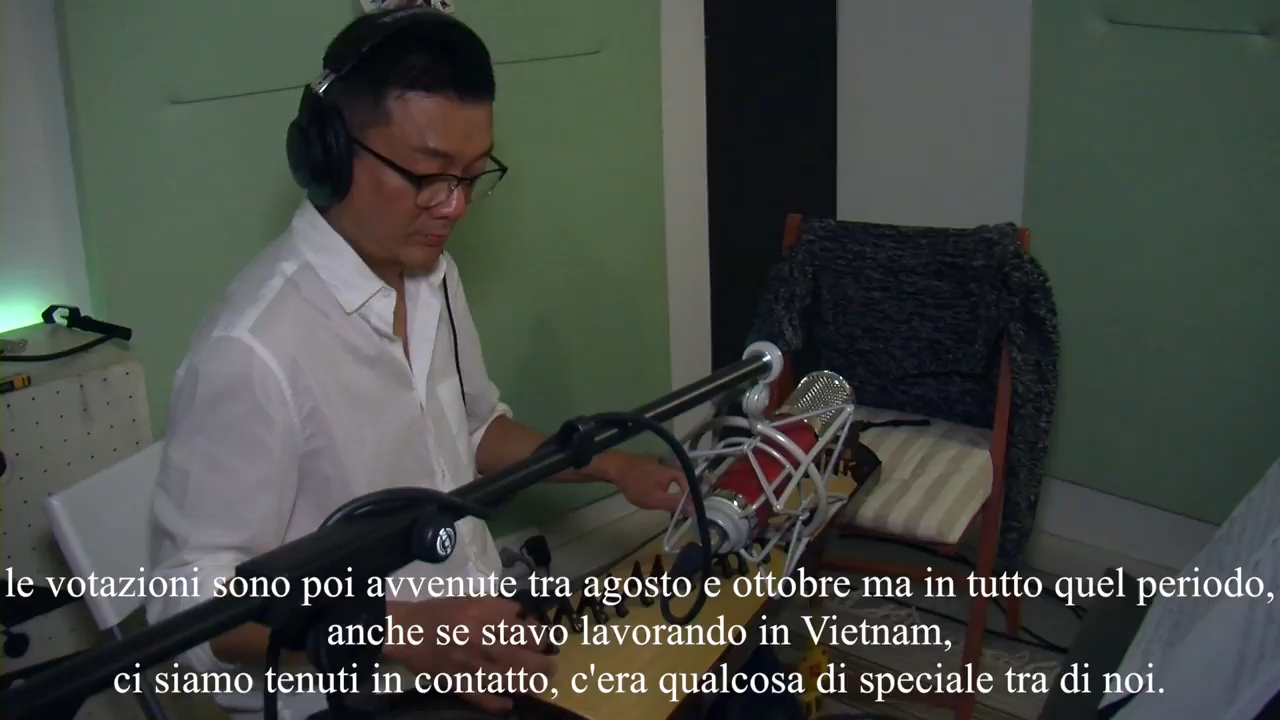 le votazioni sono poi avvenute tra agosto e ottobre ma in tutto quel periodo,
anche se stavo lavorando in Vietnam,
ci siamo tenuti in contatto, c'era qualcosa di speciale tra di noi.